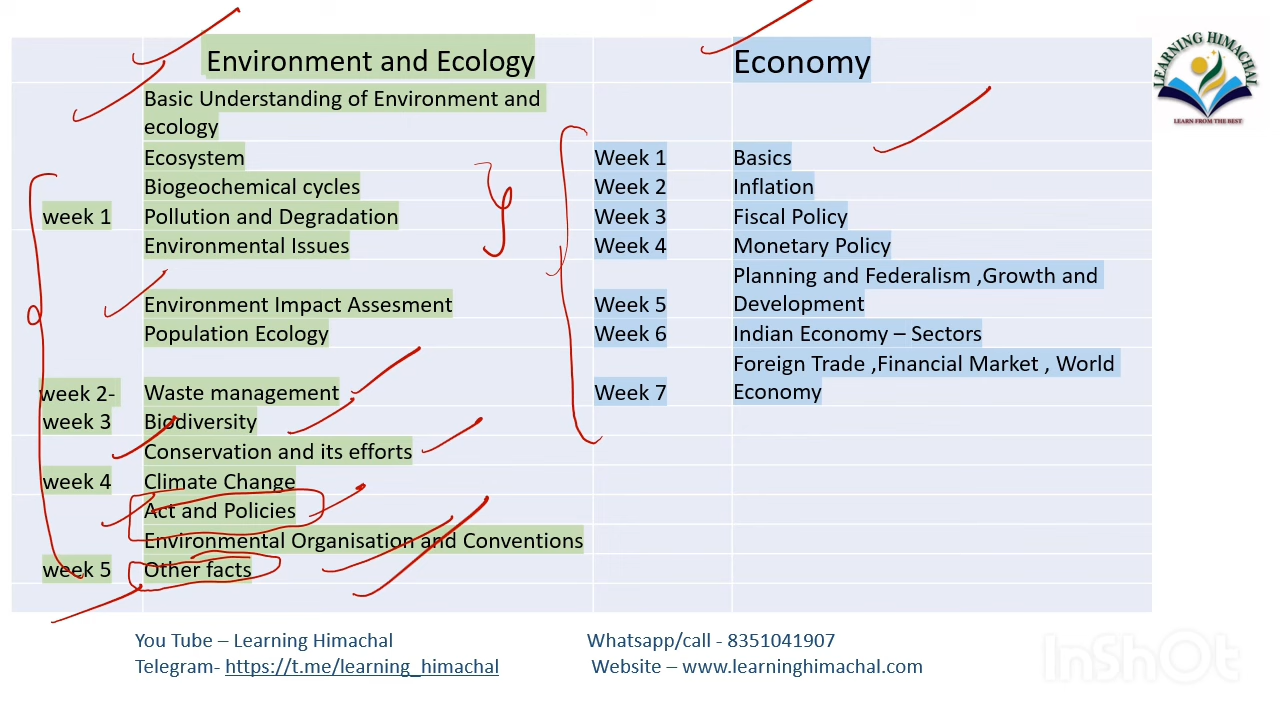 Environment and Ecology
Economy
LEARNING HIMACHAL
LEARN FROM THE BEST
Basic Understanding of Environment and
ecology
Ecosystem
Week 1 Basics
Biogeochemical cycles
Week 2 Inflation
week 1 Pollution and Degradation
Week 3 Fiscal Policy
Environmental Issues
Week 4 Monetary Policy
Planning and Federalism ,Growth and
Environment Impact Assesment
Week 5 Development
Population Ecology
Week 6 Indian Economy – Sectors
Foreign Trade ,Financial Market , World
week 2- Waste management
Week 7 Economy
week 3 Biodiversity
Conservation and its efforts
week 4 Climate Change
Act and Policies
Environmental Organisation and Conventions
week 5 Other facts
You Tube – Learning Himachal
Whatsapp/call - 8351041907
Telegram- https://t.me/learning_himachal
Website – www.learninghimachal.com
InShOt